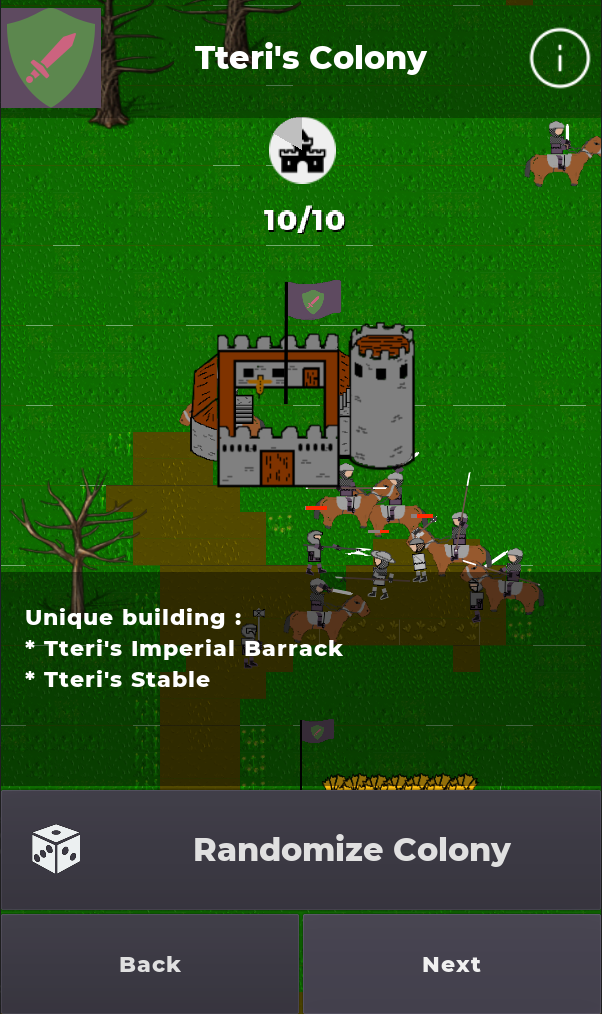 Tteri's Colony
10/10
Unique building :
* Tteri's Imperial Barrack
* Tteri's Stable
Randomize Colony
Back
Next